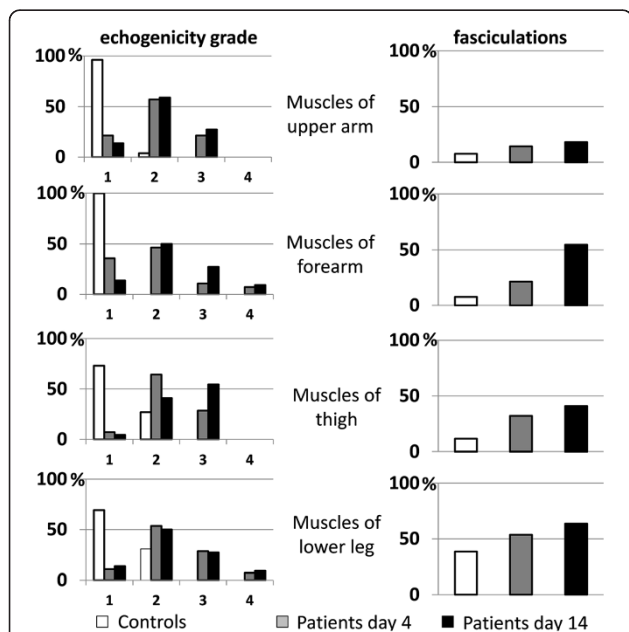 echogenicity grade
fasciculations
100 %
50
0
1 2 3 4
Muscles of
upper arm
100 %
50
0
100 %
50
0
1 2 3 4
Muscles of
forearm
100 %
50
0
100 %
50
0
1 2 3 4
Muscles of
thigh
100 %
50
0
100 %
50
0
1 2 3 4
Muscles of
lower leg
100 %
50
0
Controls Patients day 4 Patients day 14